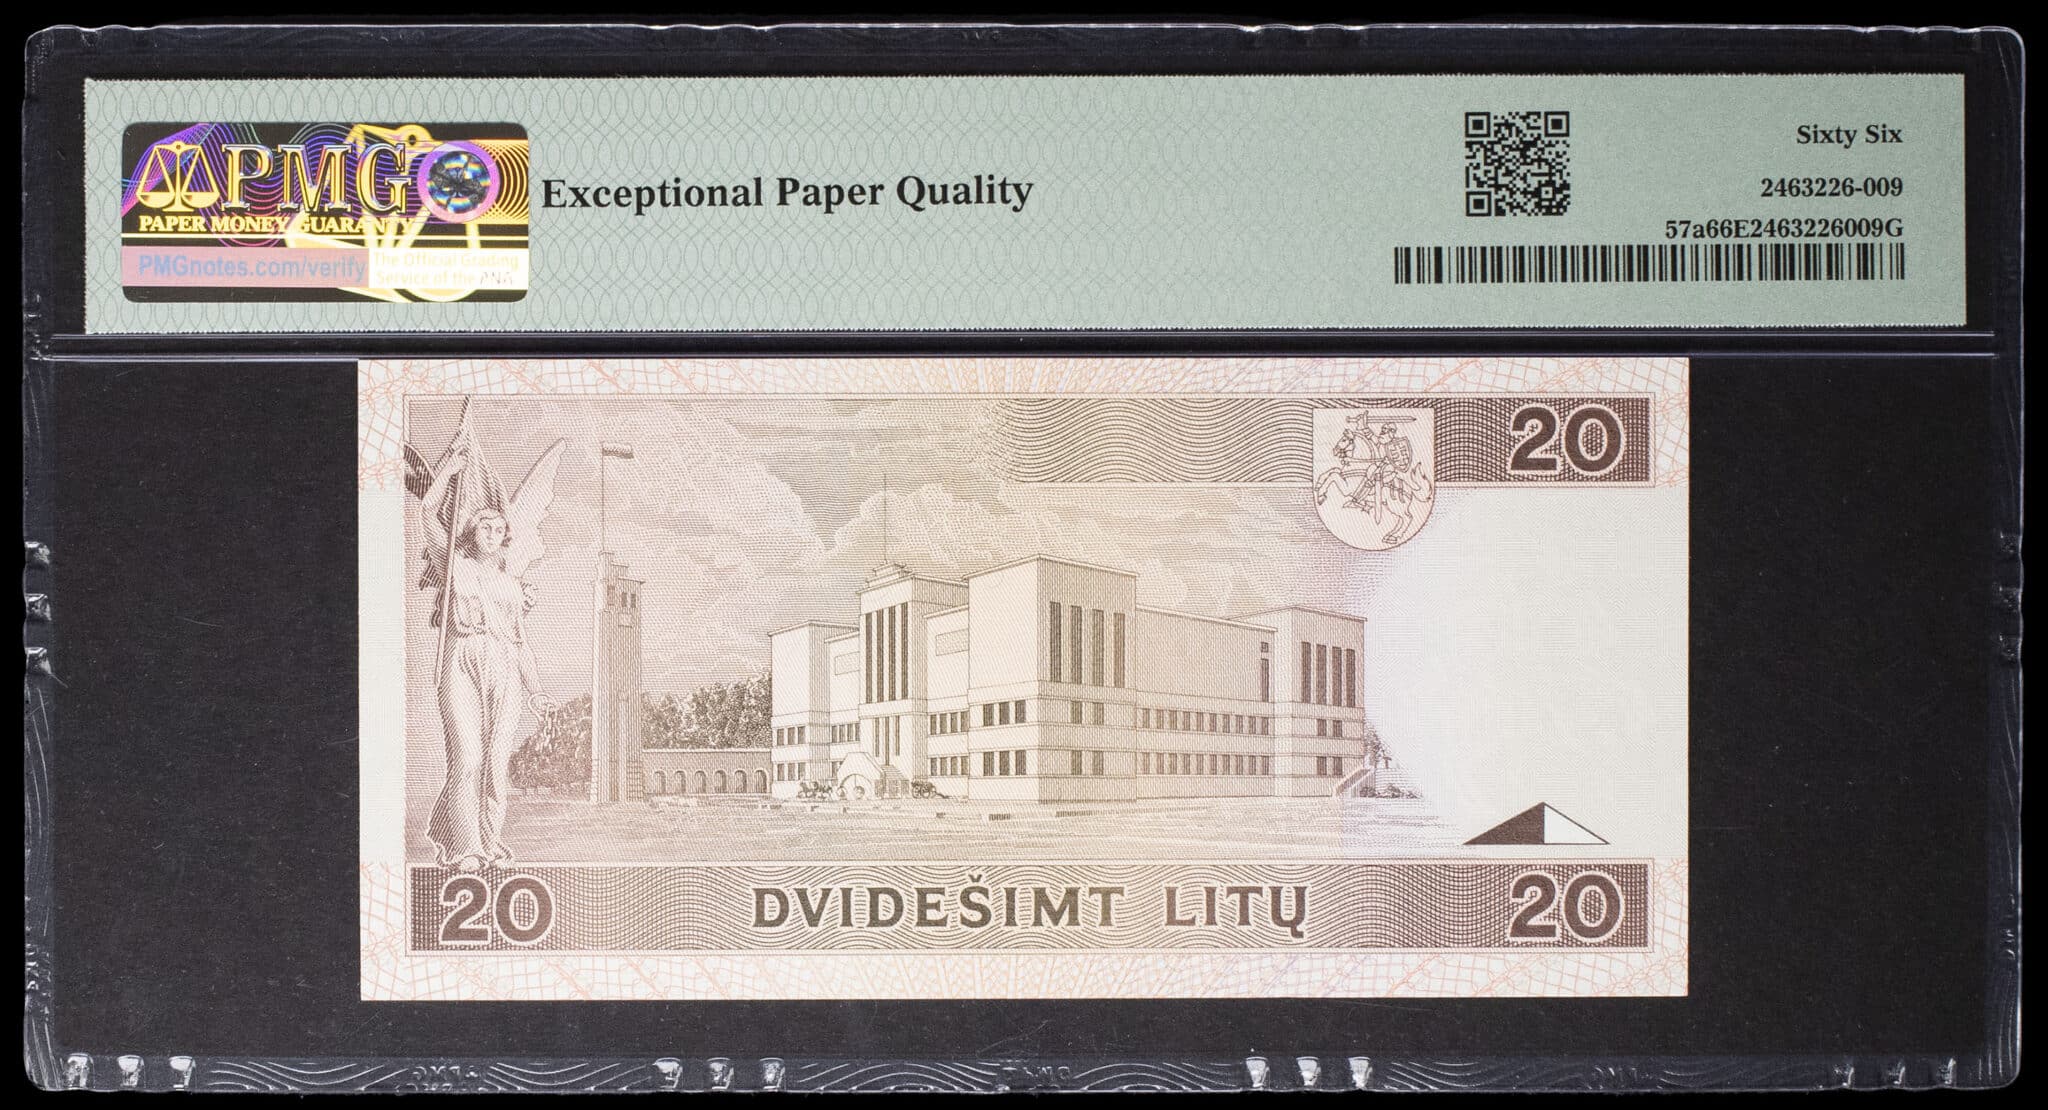 PMG
PAPER MONEY GUARANTY
PMGnotes.com/verify
The Official Grading
Service of the ANA
Exceptional Paper Quality
Sixty Six
2463226-009
57a66E2463226009G
20
20
DVIDEŠIMT LITŲ
20